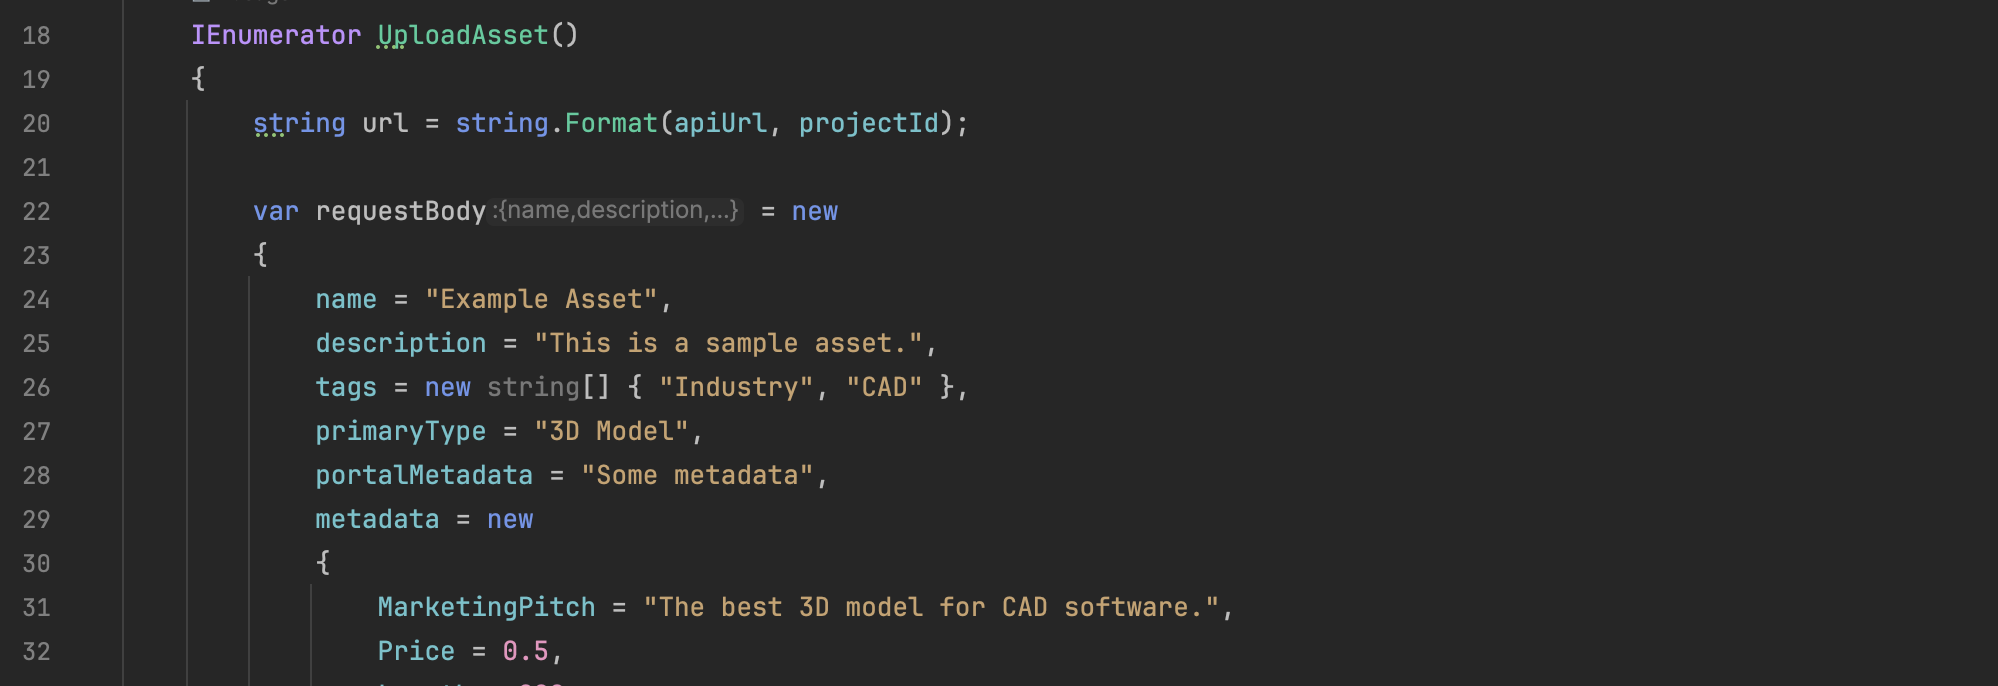 18 IEnumerator UploadAsset()
19 {
20 string url = string.Format(apiUrl, projectId);
21
22 var requestBody :{name,description,...} = new
23 {
24 name = "Example Asset",
25 description = "This is a sample asset.",
26 tags = new string[] { "Industry", "CAD" },
27 primaryType = "3D Model",
28 portalMetadata = "Some metadata",
29 metadata = new
30 {
31 MarketingPitch = "The best 3D model for CAD software.",
32 Price = 0.5,